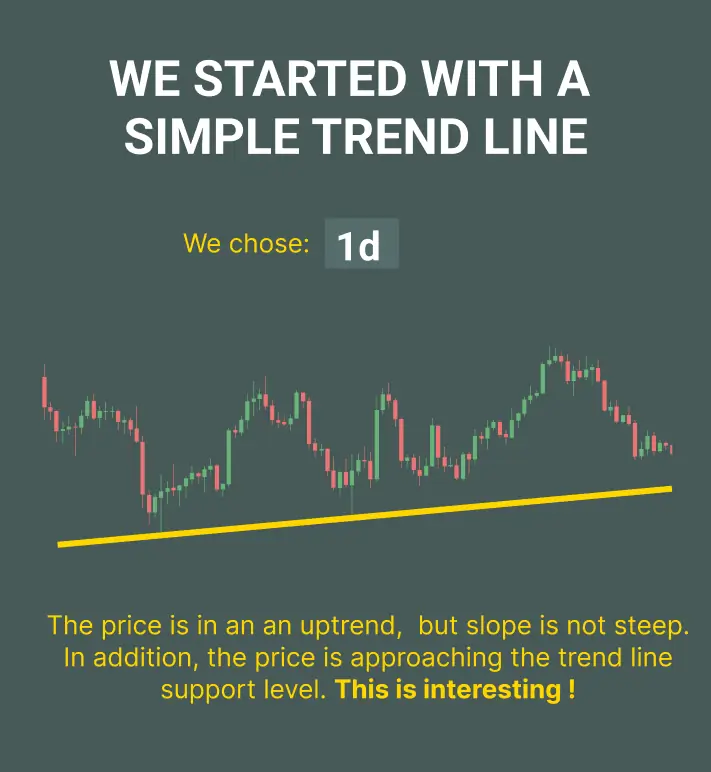 WE STARTED WITH A
SIMPLE TREND LINE
We chose: 1d
The price is in an an uptrend, but slope is not steep.
In addition, the price is approaching the trend line
support level. This is interesting !